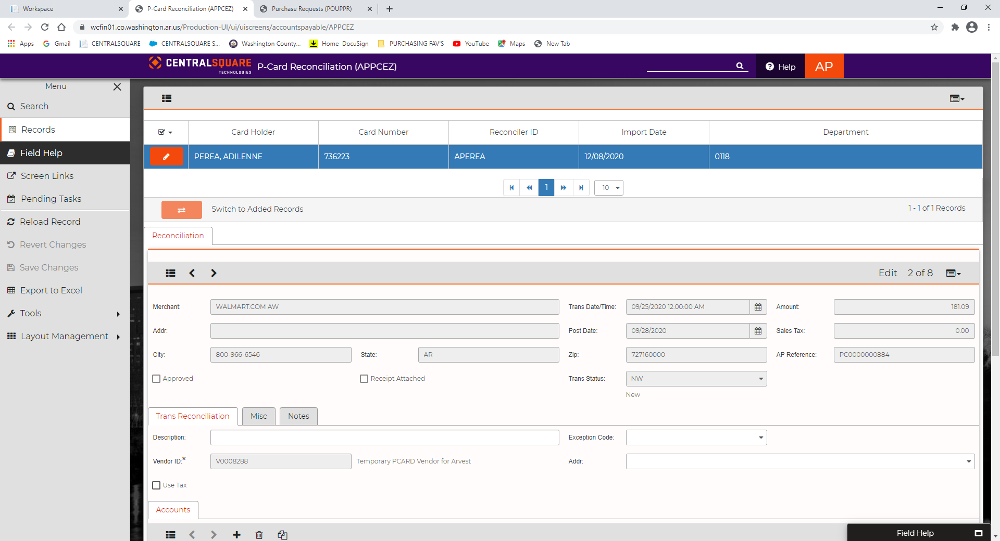 Workspace
P-Card Reconciliation (APPCEZ)
Purchase Requests (POUPPR)
wcfin01.co.washington.ar.us/Production-UI/ui/uiscreens/accountspayable/APPCEZ
Apps
Gmail
CENTRALSQUARE
CENTRALSQUARE S...
Washington County...
Home DocuSign
PURCHASING FAV'S
YouTube
Maps
New Tab
CENTRALSQUARE
TECHNOLOGIES
P-Card Reconciliation (APPCEZ)
Help
AP
Menu
Search
Records
Field Help
Screen Links
Pending Tasks
Reload Record
Revert Changes
Save Changes
Export to Excel
Tools
Layout Management
Card Holder Card Number Reconciler ID Import Date Department
PEREA, ADILENNE 736223 APEREA 12/08/2020 0118
1
10
Switch to Added Records
1 - 1 of 1 Records
Reconciliation
Edit 2 of 8
Merchant: WALMART.COM AW Trans Date/Time: 09/25/2020 12:00:00 AM Amount: 181.09
Addr: Post Date: 09/28/2020 Sales Tax: 0.00
City: 800-966-6546 State: AR Zip: 727160000 AP Reference: PC0000000884
Approved Receipt Attached Trans Status: NW
New
Trans Reconciliation Misc Notes
Description: Exception Code:
Vendor ID:* V0008288 Temporary PCARD Vendor for Arvest Addr:
Use Tax
Accounts
Field Help